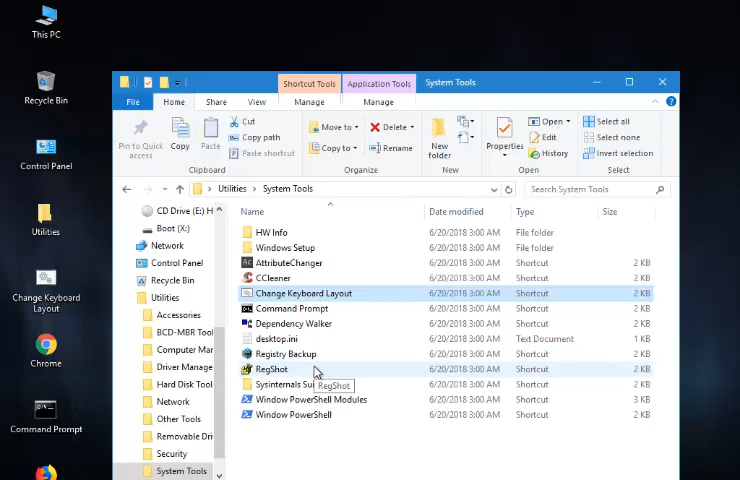 This PC
Recycle Bin
Control Panel
Utilities
Change Keyboard
Layout
Chrome
Command Prompt
Shortcut Tools
Application Tools
System Tools
File
Home
Share
View
Manage
Manage
Pin to Quick
access
Copy
Paste
Cut
Copy path
Paste shortcut
Clipboard
Move to
Copy to
Delete
Rename
Organize
New
folder
New
Properties
Open
Edit
History
Open
Select all
Select none
Invert selection
Select
Utilities
System Tools
Search System Tools
CD Drive (E:) H
Boot (X:)
Network
Control Panel
Recycle Bin
Utilities
Accessories
BCD-MBR Tool
Computer Mar
Driver Manage
Hard Disk Tool
Network
Other Tools
Removable Dri
Security
System Tools
Name Date modified Type Size
HW Info 6/20/2018 3:00 AM File folder
Windows Setup 6/20/2018 3:00 AM File folder
AttributeChanger 6/20/2018 3:00 AM Shortcut 2 KB
CCleaner 6/20/2018 3:00 AM Shortcut 2 KB
Change Keyboard Layout 6/20/2018 3:00 AM Shortcut 2 KB
Command Prompt 6/20/2018 3:00 AM Shortcut 2 KB
Dependency Walker 6/20/2018 3:00 AM Shortcut 2 KB
desktop.ini 6/20/2018 3:00 AM Text Document 1 KB
Registry Backup 6/20/2018 3:00 AM Shortcut 2 KB
RegShot 6/20/2018 3:00 AM Shortcut 2 KB
Sysinternals Sui 6/20/2018 3:00 AM Shortcut 2 KB
RegShot
Window PowerShell Modules 6/20/2018 3:00 AM Shortcut 3 KB
Window PowerShell 6/20/2018 3:00 AM Shortcut 2 KB